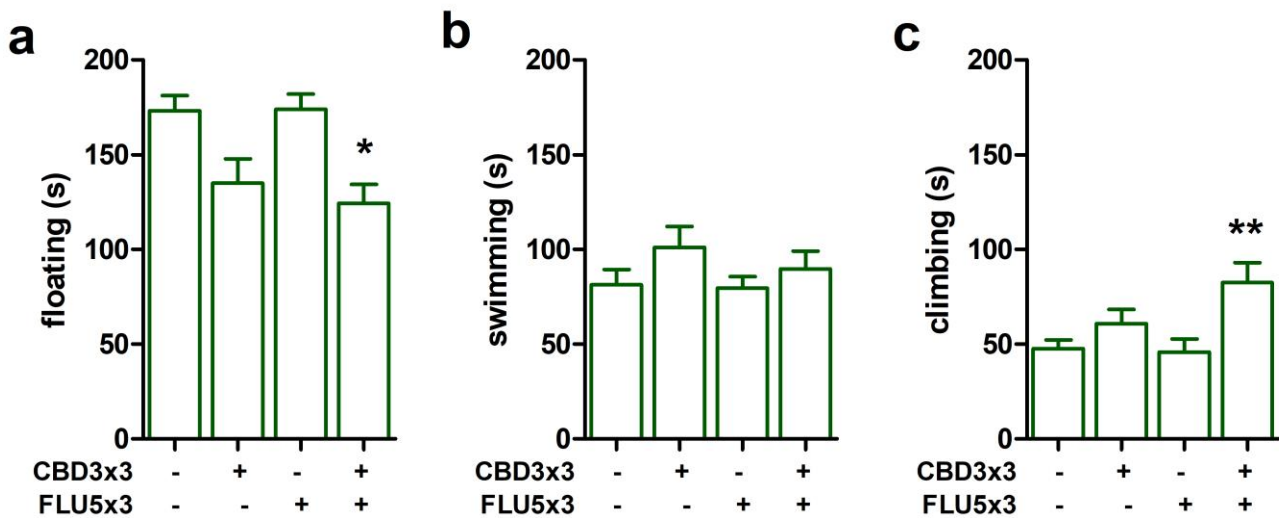 a
200
150
100
50
0
floating (s)
*
CBD3x3 - + - +
FLU5x3 - - + +
b
200
150
100
50
0
swimming (s)
- + - +
CBD3x3
- - + +
FLU5x3
c
200
150
100
50
0
climbing (s)
**
CBD3x3 - + - +
FLU5x3 - - + +